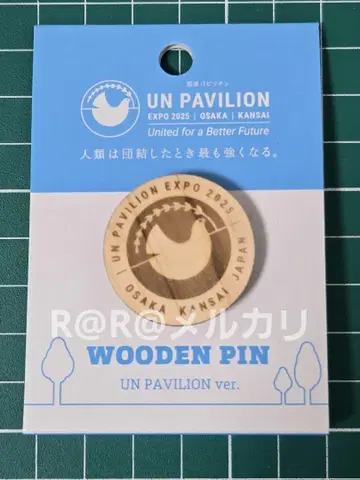 国連パビリオン
UN PAVILION
EXPO 2025 | OSAKA | KANSAI
United for a Better Future
人類は団結したとき最も強くなる。
UN PAVILION EXPO 2025
OSAKA KANSAI JAPAN
R@R@メルカリ
WOODEN PIN
UN PAVILION ver.